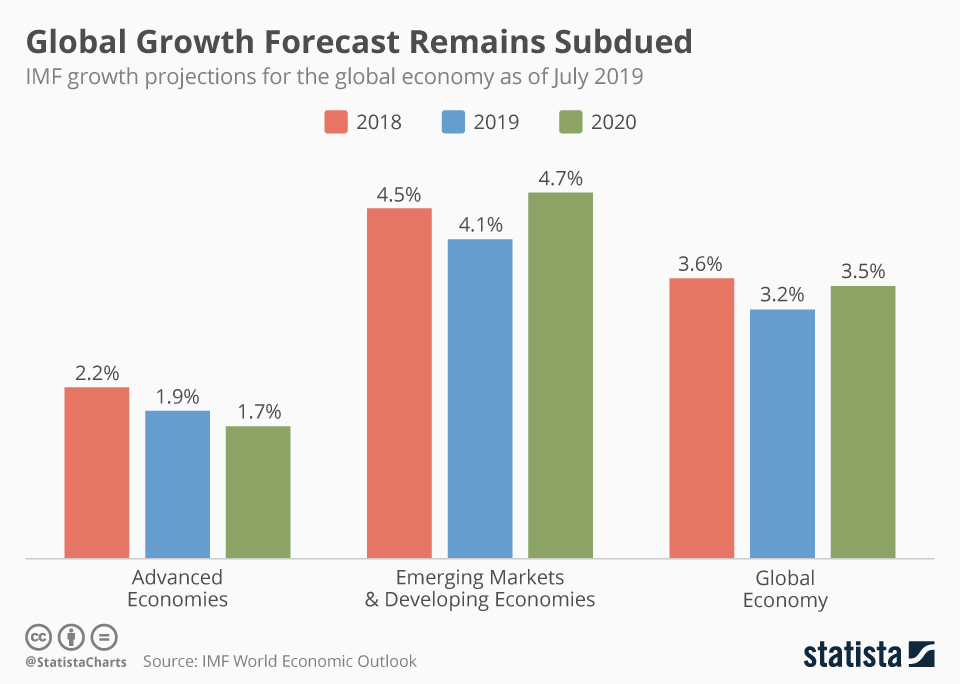 Global Growth Forecast Remains Subdued
IMF growth projections for the global economy as of July 2019
2018 2019 2020
2.2% 1.9% 1.7%
4.5% 4.1% 4.7%
3.6% 3.2% 3.5%
Advanced
Economies
Emerging Markets
& Developing Economies
Global
Economy
cc
@StatistaCharts Source: IMF World Economic Outlook
statista